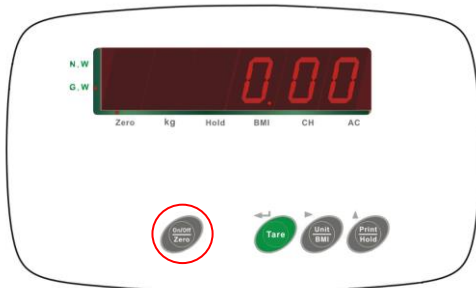 N.W
G.W
0.00
Zero kg Hold BMI CH AC
On/Off
Zero
Tare
Unit
BMI
Print
Hold